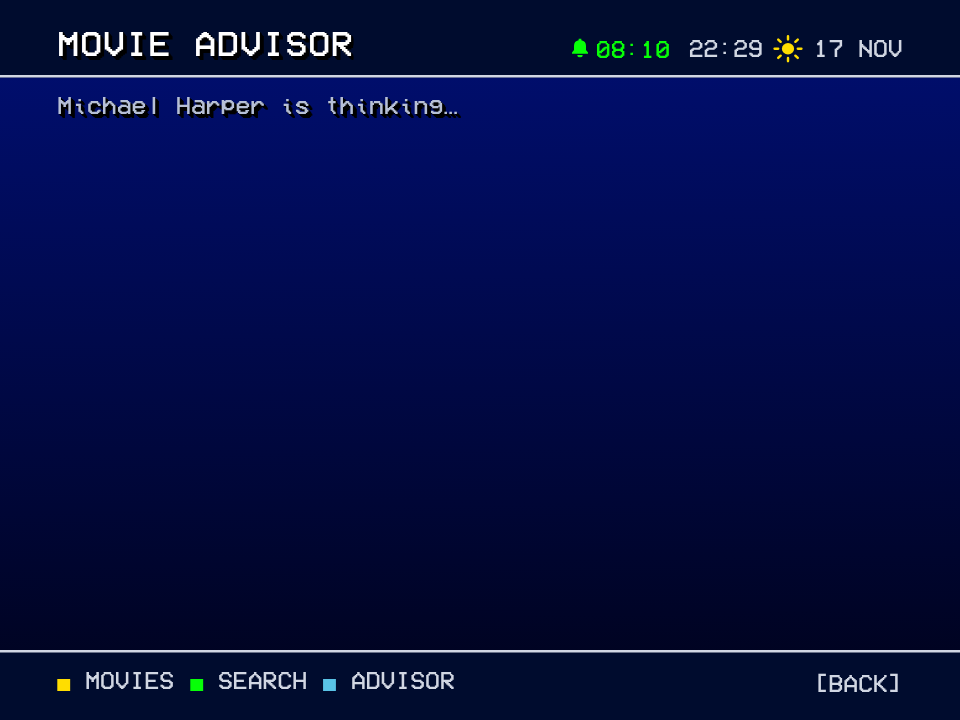 MOVIE ADVISOR 08:10 22:29 17 NOV
Michael Harper is thinking…
MOVIES SEARCH ADVISOR [BACK]